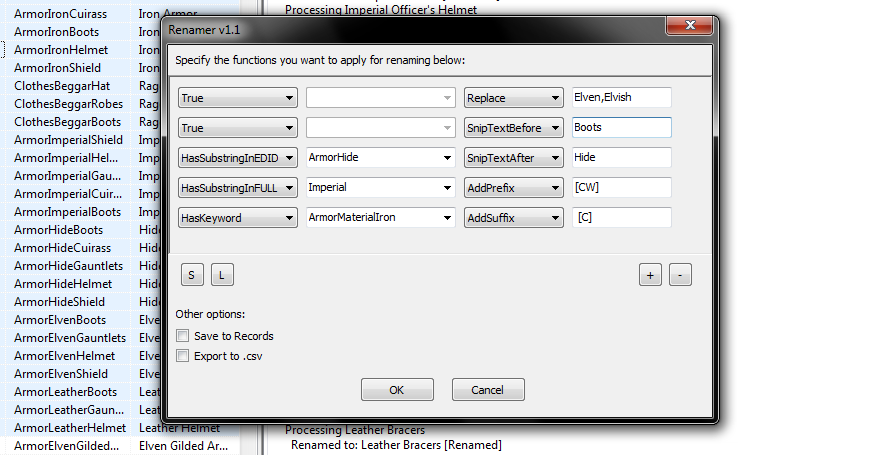 ArmorIronCuirass Iron Armor
ArmorIronBoots Iron
ArmorIronHelmet Iron
ArmorIronShield Iron
ClothesBeggarHat Rag
ClothesBeggarRobes Rag
ClothesBeggarBoots Rag
ArmorImperialShield Imp
ArmorImperialHel... Imp
ArmorImperialGau... Imp
ArmorImperialCuir... Imp
ArmorImperialBoots Imp
ArmorHideBoots Hide
ArmorHideCuirass Hide
ArmorHideGauntlets Hide
ArmorHideHelmet Hide
ArmorHideShield Hide
ArmorElvenBoots Elve
ArmorElvenGauntlets Elve
ArmorElvenHelmet Elve
ArmorElvenShield Elve
ArmorLeatherBoots Leat
ArmorLeatherGaun... Leat
ArmorLeatherHelmet Leather Helmet
ArmorElvenGilded... Elven Gilded Ar...
Processing Imperial Officer's Helmet
Renamer v1.1
Specify the functions you want to apply for renaming below:
True Replace Elven,Elvish
True SnipTextBefore Boots
HasSubstringInEDID ArmorHide SnipTextAfter Hide
HasSubstringInFULL Imperial AddPrefix [CW]
HasKeyword ArmorMaterialIron AddSuffix [C]
S L + -
Other options:
Save to Records
Export to .csv
OK Cancel
Processing Leather Bracers
Renamed to: Leather Bracers [Renamed]